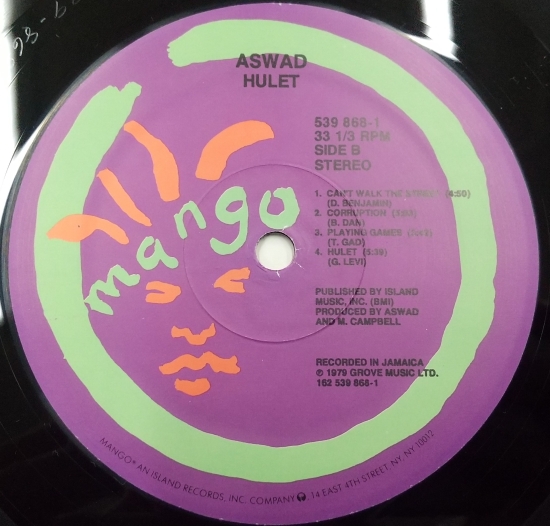 ASWAD
HULET
539 868-1
33 1/3 RPM
SIDE B
STEREO
1. CAN'T WALK THE STREET
(D. BENJAMIN)
2. CORRUPTION
(B. DAN)
3. PLAYING GAMES
(T. GAD)
4. HULET (5:39)
(G. LEVI)
mango
PUBLISHED BY ISLAND
MUSIC, INC. (BMI)
PRODUCED BY ASWAD
AND M. CAMPBELL
RECORDED IN JAMAICA
℗ 1979 GROVE MUSIC LTD.
162 539 868-1
MANGO® AN ISLAND RECORDS, INC. COMPANY, 14 EAST 4TH STREET, NY, NY 10012